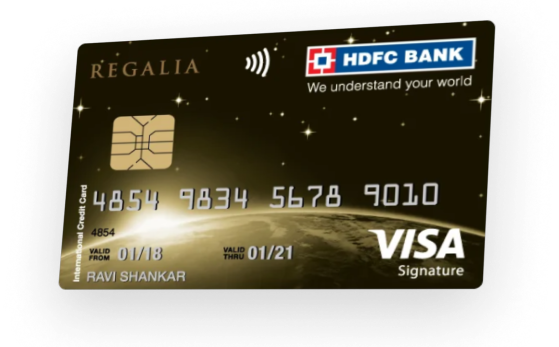 REGALIA
HDFC BANK
We understand your world
International Credit Card
4854 9834 5678 9010
4854
VALID FROM 01/18 VALID THRU 01/21
RAVI SHANKAR
VISA
Signature